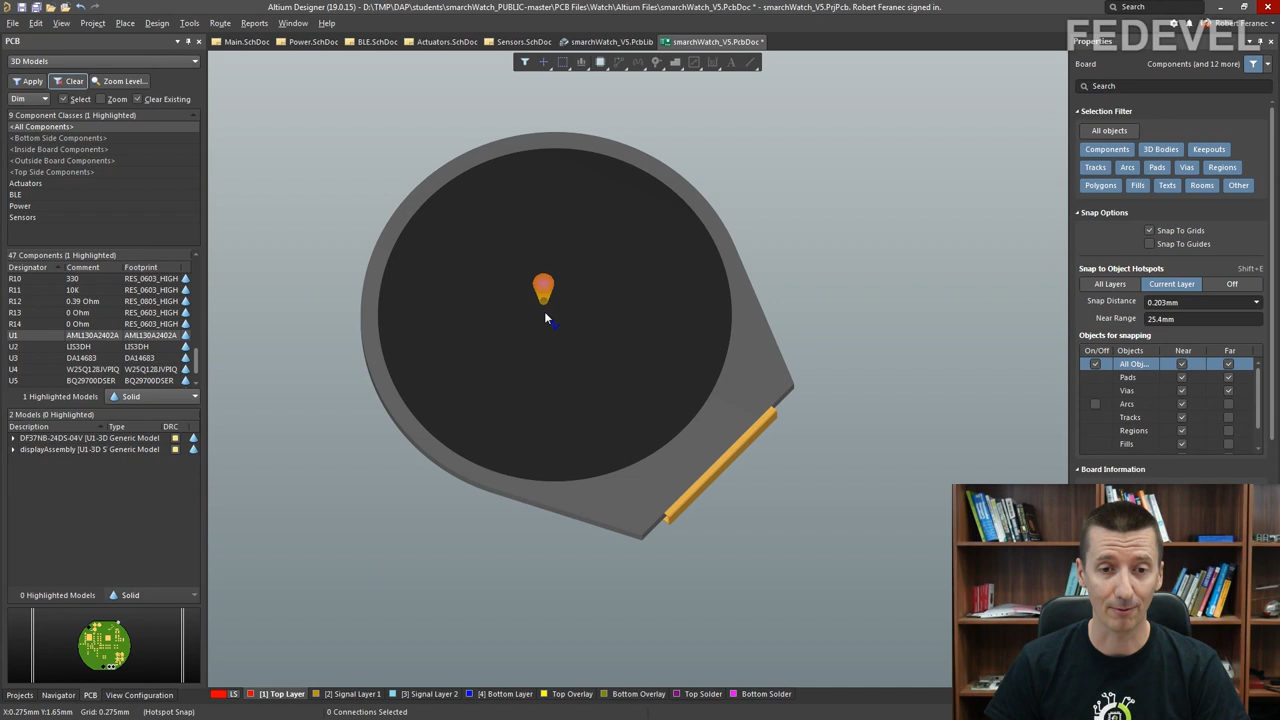 Altium Designer (19.0.15) - D:\TMP\DAP\students\smarchWatch_PUBLIC-master\PCB Files\Watch\Altium Files\smarchWatch_V5.PcbDoc * - smarchWatch_V5.PrjPcb. Robert Feranec signed in.
Search
File Edit View Project Place Design Tools Route Reports Window Help
Robert Feranec
FEDEVEL
PCB
Main.SchDoc Power.SchDoc BLE.SchDoc Actuators.SchDoc Sensors.SchDoc smarchWatch_V5.PcbLib smarchWatch_V5.PcbDoc *
Properties
3D Models
Board Components (and 12 more)
Apply Clear Zoom Level...
Search
Dim Select Zoom Clear Existing
9 Component Classes (1 Highlighted)
<All Components>
<Bottom Side Components>
<Inside Board Components>
<Outside Board Components>
<Top Side Components>
Actuators
BLE
Power
Sensors
47 Components (1 Highlighted)
Designator Comment Footprint
R10 330 RES_0603_HIGH
R11 10K RES_0603_HIGH
R12 0.39 Ohm RES_0805_HIGH
R13 0 Ohm RES_0603_HIGH
R14 0 Ohm RES_0603_HIGH
U1 AML130A2402A AML130A2402A
U2 LIS3DH LIS3DH
U3 DA14683 DA14683
U4 W25Q128JVPIQ W25Q128JVPIQ
U5 BQ29700DSER BQ29700DSER
1 Highlighted Models Solid
2 Models (0 Highlighted)
Description Type DRC
DF37NB-24DS-04V [U1-3D Generic Model
displayAssembly [U1-3D S Generic Model
0 Highlighted Models Solid
Selection Filter
All objects
Components 3D Bodies Keepouts
Tracks Arcs Pads Vias Regions
Polygons Fills Texts Rooms Other
Snap Options
Snap To Grids
Snap To Guides
Snap to Object Hotspots Shift+E
All Layers Current Layer Off
Snap Distance 0.203mm
Near Range 25.4mm
Objects for snapping
On/Off Objects Near Far
All Obj...
Pads
Vias
Arcs
Tracks
Regions
Fills
Board Information
Projects Navigator PCB View Configuration
LS [1] Top Layer [2] Signal Layer 1 [3] Signal Layer 2 [4] Bottom Layer Top Overlay Bottom Overlay Top Solder Bottom Solder
X:0.275mm Y:1.65mm Grid: 0.275mm (Hotspot Snap) 0 Connections Selected